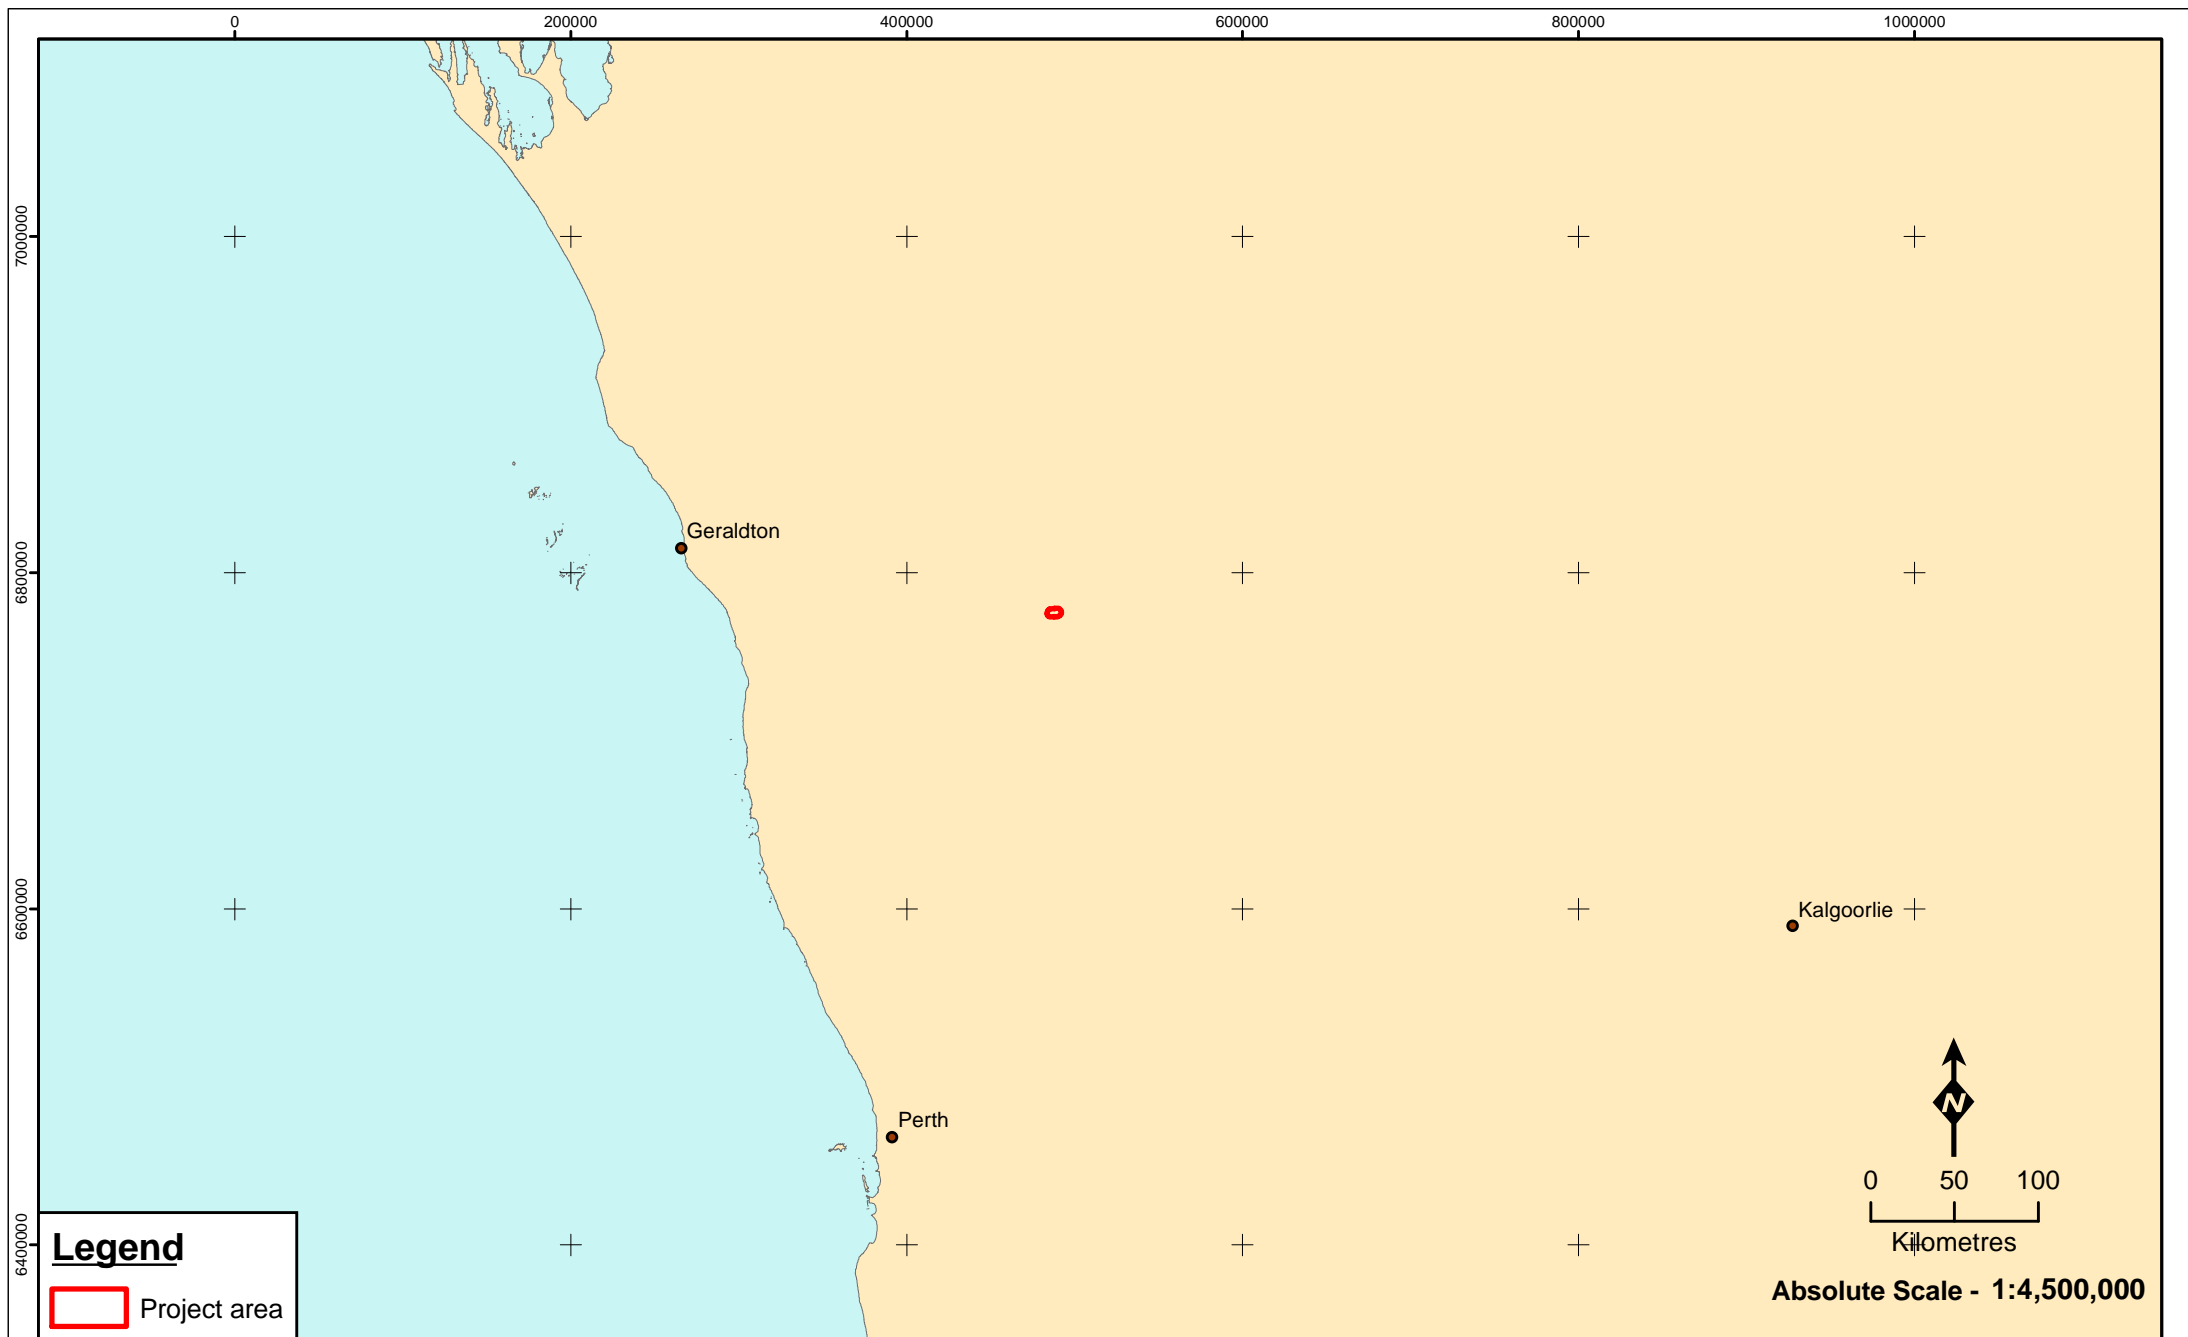 0 200000 400000 600000 800000 1000000
7000000
6800000
6600000
6400000
Geraldton
Kalgoorlie
Perth
N
0 50 100
Kilometres
Absolute Scale - 1:4,500,000
Legend
Project area